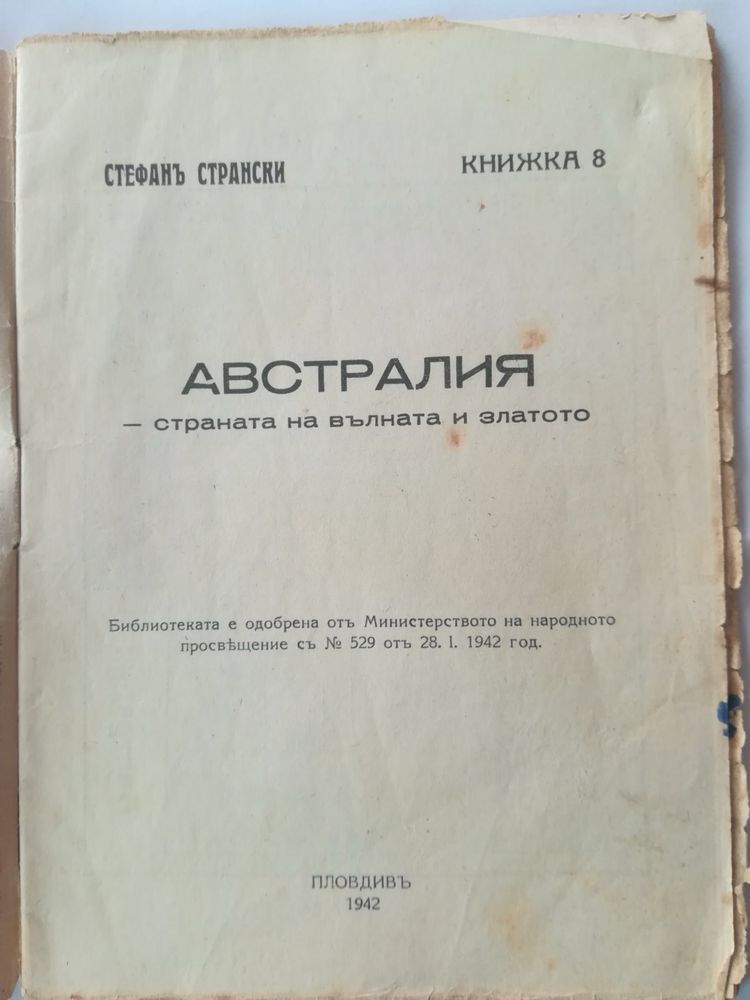 СТЕФАНЪ СТРАНСКИ
КНИЖКА 8
АВСТРАЛИЯ
— страната на вълната и златото
Библиотеката е одобрена отъ Министерството на народното
просвѣщение съ № 529 отъ 28. I. 1942 год.
ПЛОВДИВЪ
1942